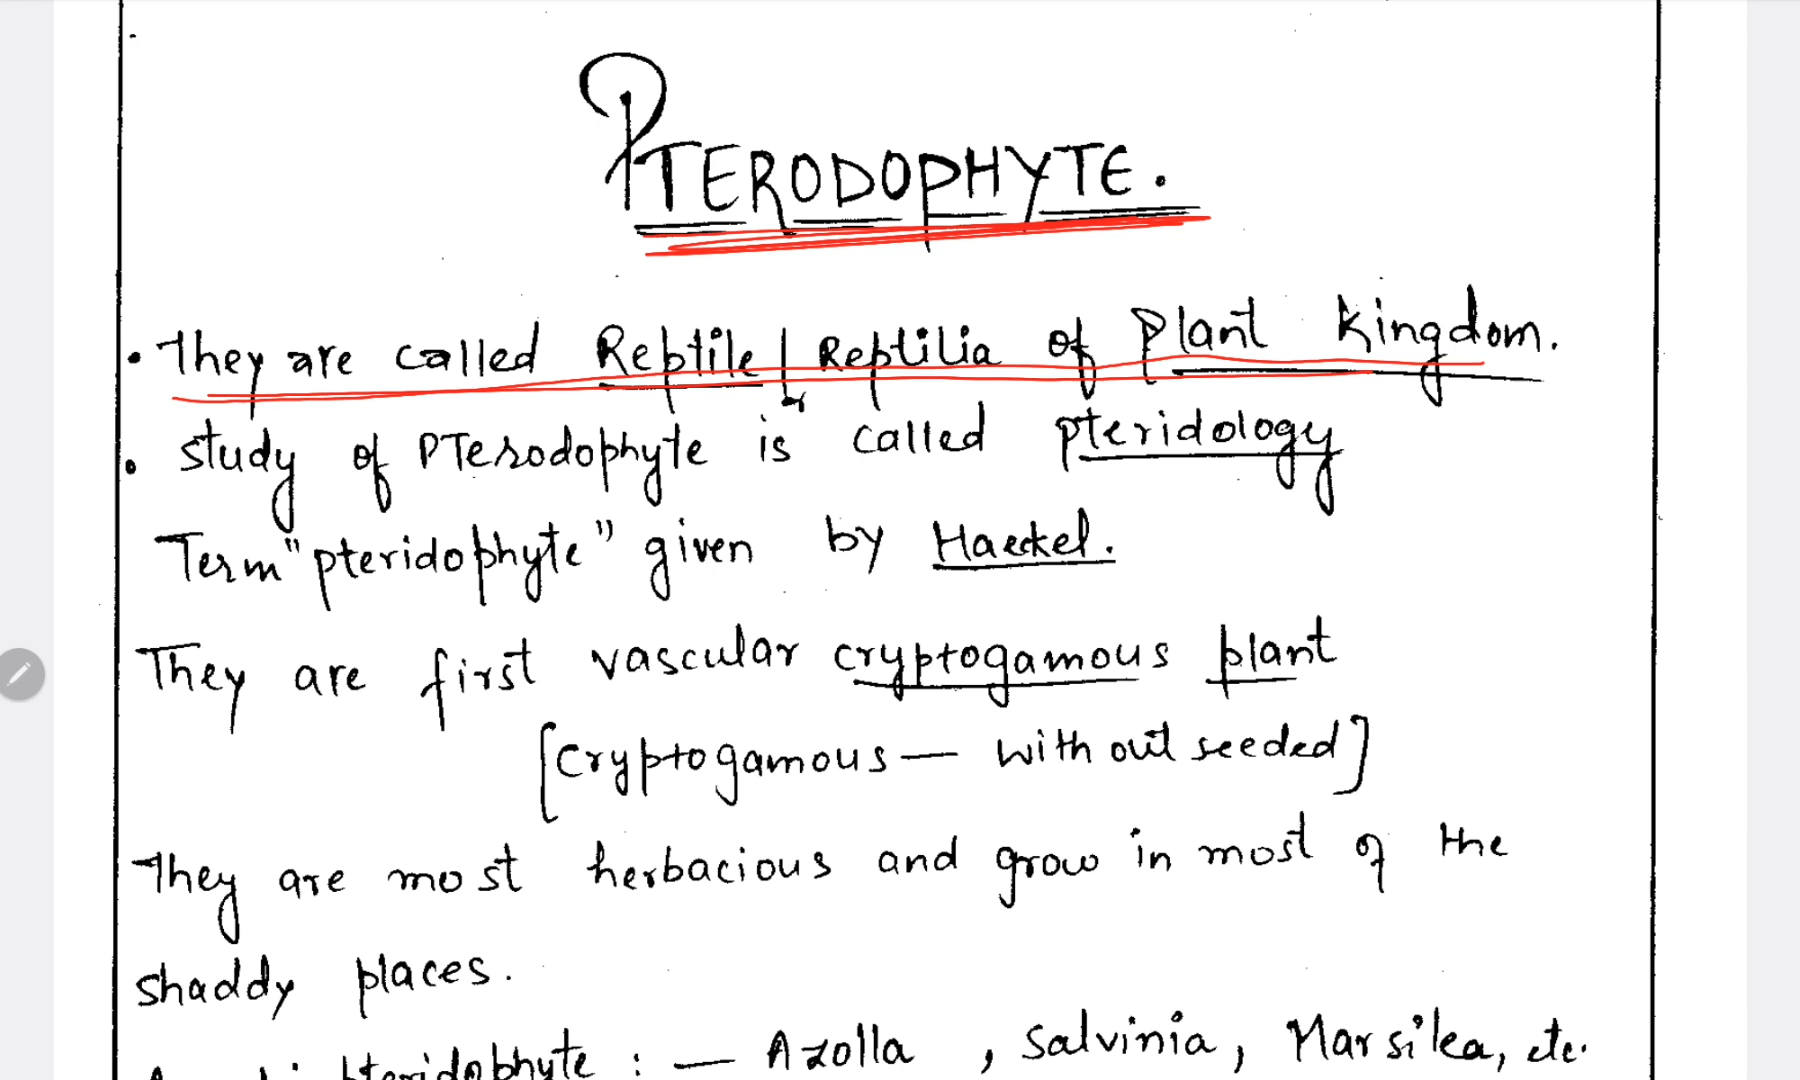 PTERODOPHYTE.
• They are called Reptile / Reptilia of Plant Kingdom.
• study of PTerodophyte is called pteridology
Term "pteridophyte" given by Haeckel.
They are first vascular cryptogamous plant
[cryptogamous — with out seeded]
They are most herbacious and grow in most of the
shaddy places.
pteridophyte : — Azolla , Salvinia, Marsilea, etc.